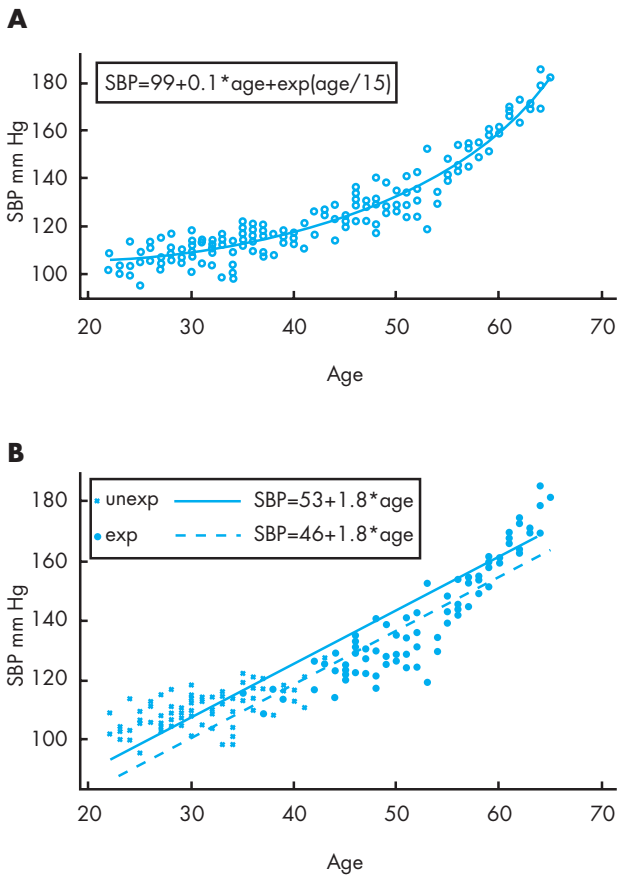 A
SBP=99+0.1*age+exp(age/15)
SBP mm Hg
180
160
140
120
100
20 30 40 50 60 70
Age
B
unexp SBP=53+1.8*age
exp SBP=46+1.8*age
SBP mm Hg
180
160
140
120
100
20 30 40 50 60 70
Age